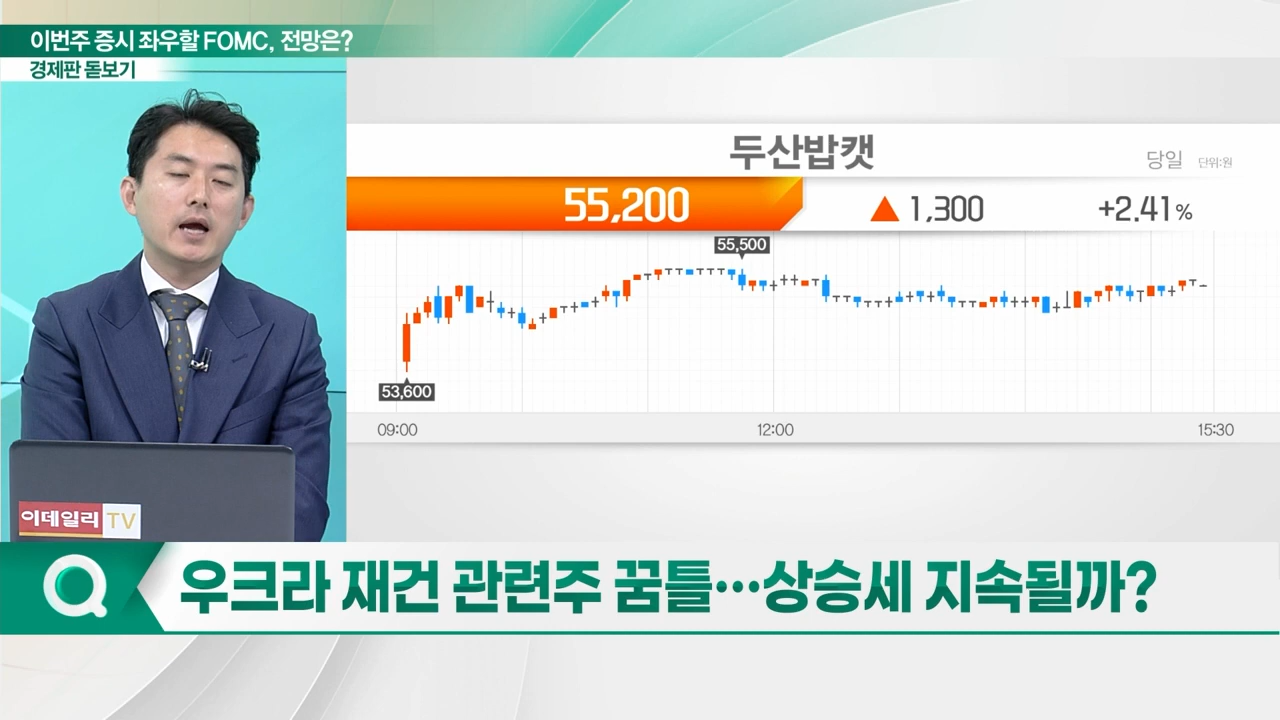 이번주 증시 좌우할 FOMC, 전망은?
경제판 돋보기
두산밥캣
당일 단위:원
55,200 ▲ 1,300 +2.41%
55,500
53,600
09:00 12:00 15:30
이데일리 TV
우크라 재건 관련주 꿈틀…상승세 지속될까?